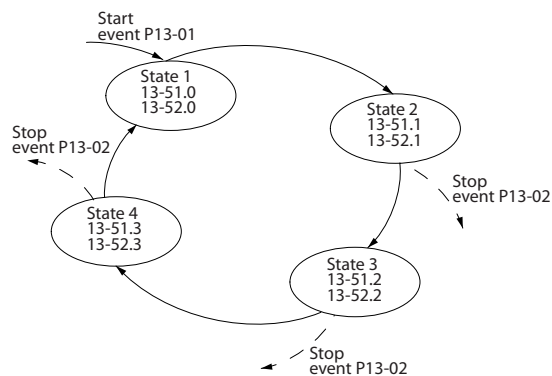 Start
event P13-01
State 1
13-51.0
13-52.0
State 2
13-51.1
13-52.1
Stop
event P13-02
Stop
event P13-02
State 4
13-51.3
13-52.3
State 3
13-51.2
13-52.2
Stop
event P13-02